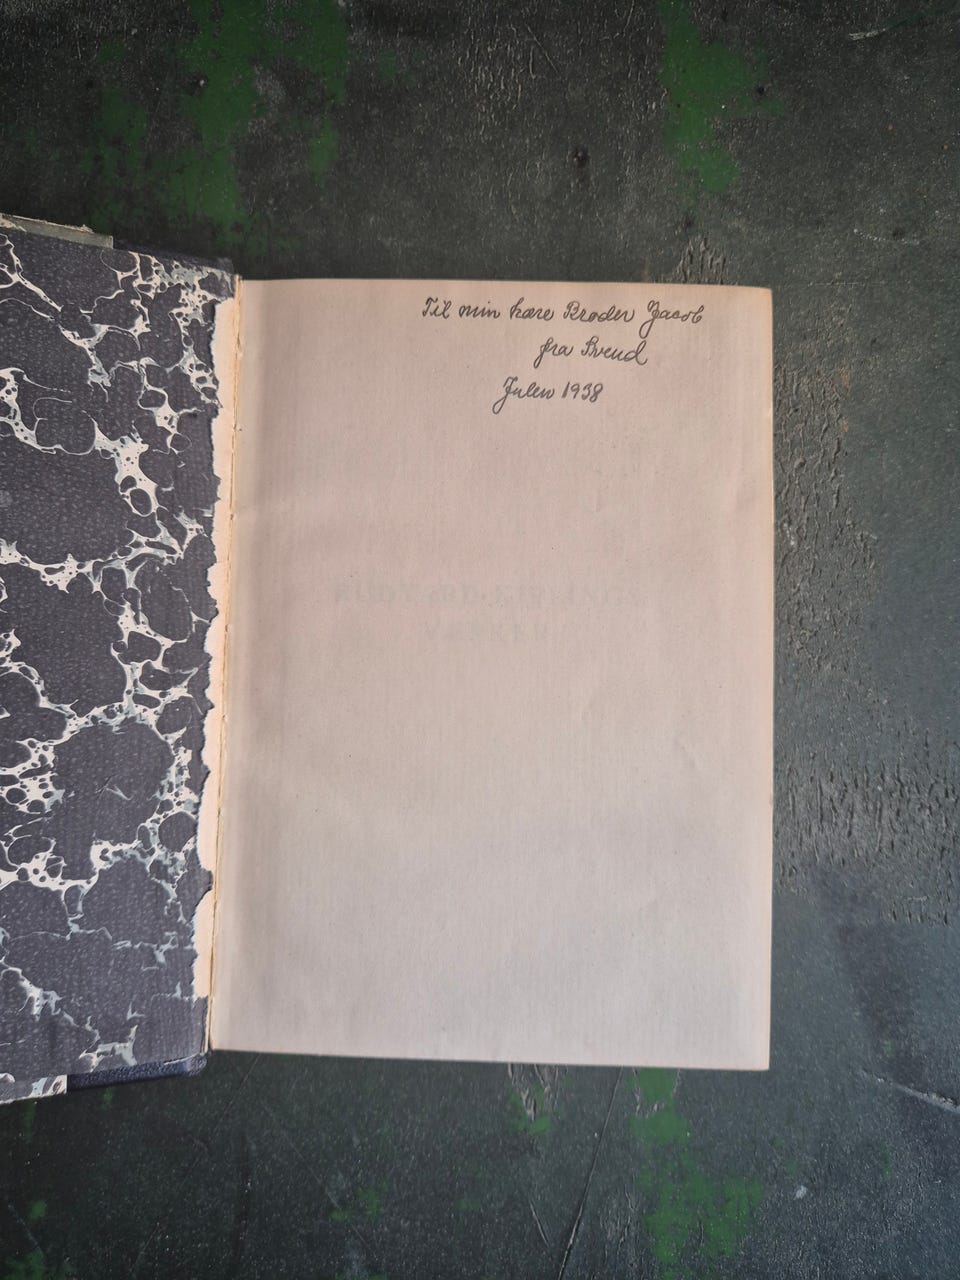 Til min kære Broder Jacob
fra Svend
Julen 1938
RUDYARD KIPLINGS
VÆRKER